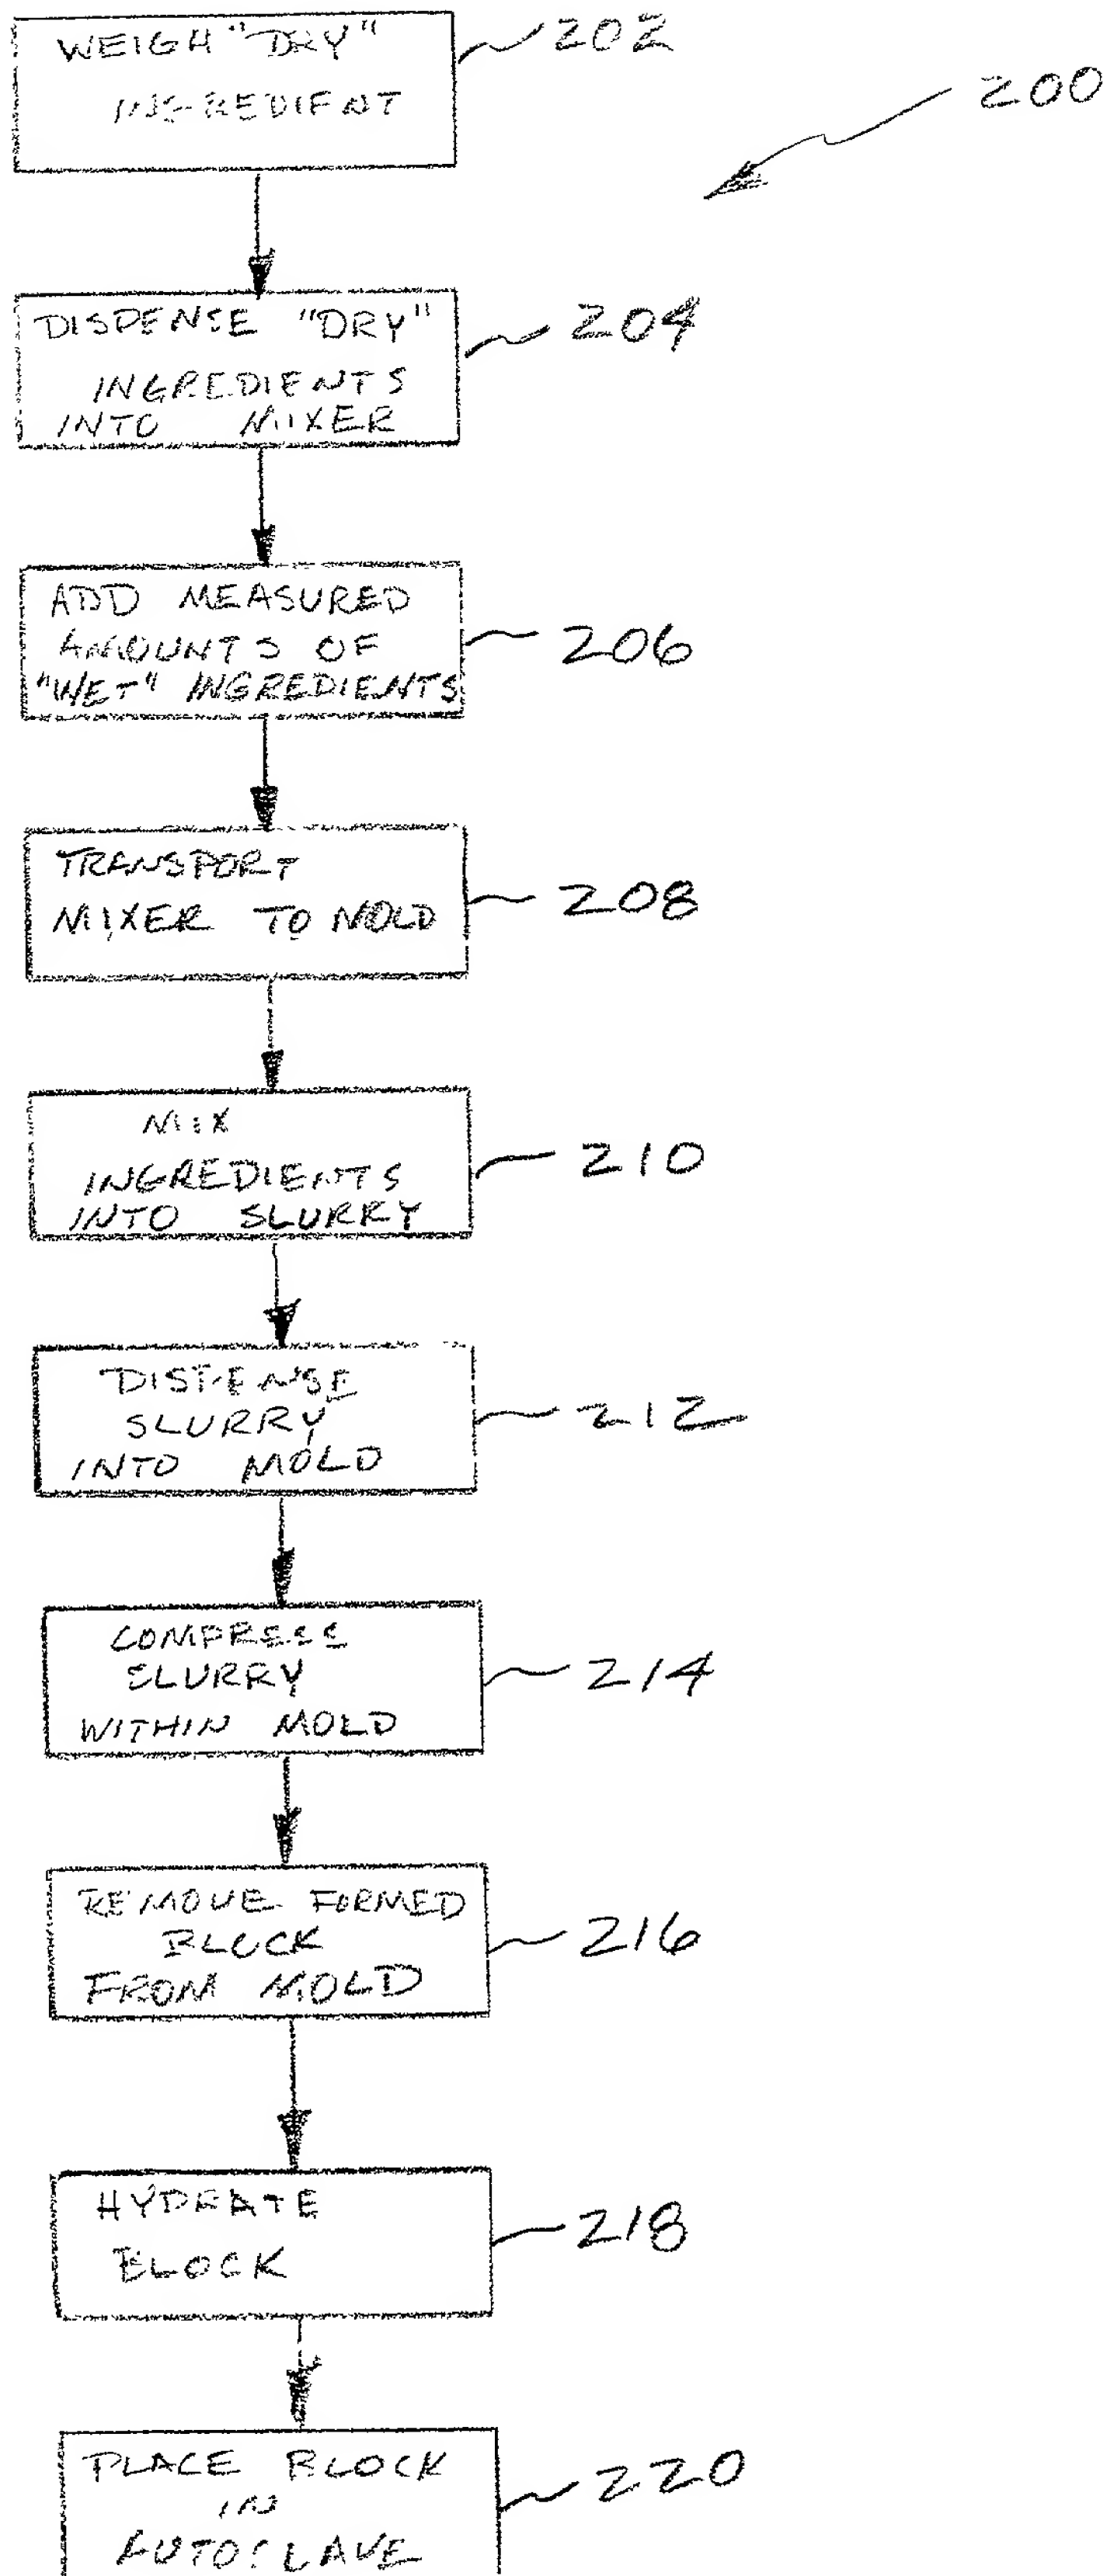 WEIGH "DRY"
INGREDIENT
202
200
DISPENSE "DRY"
INGREDIENTS
INTO MIXER
204
ADD MEASURED
AMOUNTS OF
"WET" INGREDIENTS
206
TRANSPORT
MIXER TO MOLD
208
MIX
INGREDIENTS
INTO SLURRY
210
DISPENSE
SLURRY
INTO MOLD
212
COMPRESS
SLURRY
WITHIN MOLD
214
REMOVE FORMED
BLOCK
FROM MOLD
216
HYDRATE
BLOCK
218
PLACE BLOCK
IN
AUTOCLAVE
220